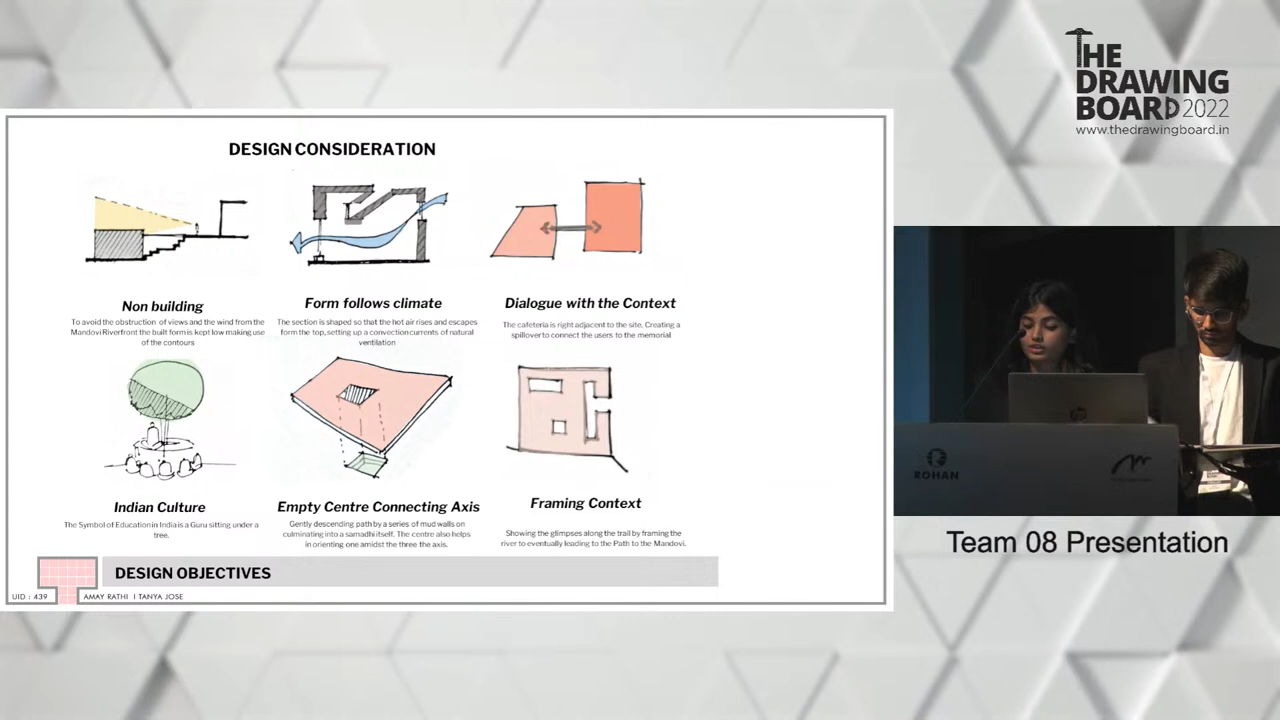 THE
DRAWING
BOARD 2022
www.thedrawingboard.in
DESIGN CONSIDERATION
Non building
To avoid the obstruction of views and the wind from the
Mandovi Riverfront the built form is kept low making use
of the contours
Form follows climate
The section is shaped so that the hot air rises and escapes
form the top, setting up a convection currents of natural
ventilation
Dialogue with the Context
The cafeteria is right adjacent to the site. Creating a
spillover to connect the users to the memorial
Indian Culture
The Symbol of Education in India is a Guru sitting under a
tree.
Empty Centre Connecting Axis
Gently descending path by a series of mud walls on
culminating into a samadhi itself. The centre also helps
in orienting one amidst the three the axis.
Framing Context
Showing the glimpses along the trail by framing the
river to eventually leading to the Path to the Mandovi.
DESIGN OBJECTIVES
UID : 439
AMAY RATHI I TANYA JOSE
ROHAN
Team 08 Presentation